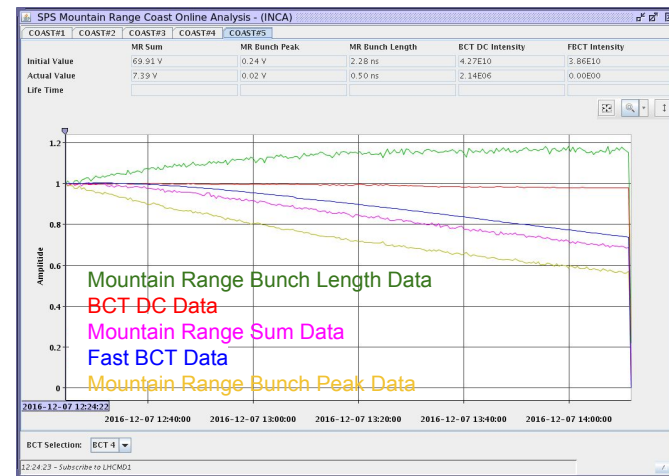 SPS Mountain Range Coast Online Analysis - (INCA)
COAST#1 COAST#2 COAST#3 COAST#4 COAST#5
MR Sum MR Bunch Peak MR Bunch Length BCT DC Intensity FBCT Intensity
Initial Value 69.91 V 0.24 V 2.28 ns 4.27E10 3.86E10
Actual Value 7.39 V 0.02 V 0.50 ns 2.14E06 0.00E00
Life Time
1.2
1
0.8
0.6
0.4
0.2
0
Amplitide
Mountain Range Bunch Length Data
BCT DC Data
Mountain Range Sum Data
Fast BCT Data
Mountain Range Bunch Peak Data
2016-12-07 12:24:22
2016-12-07 12:40:00 2016-12-07 13:00:00 2016-12-07 13:20:00 2016-12-07 13:40:00 2016-12-07 14:00:00
BCT Selection: BCT 4
12:24:23 - Subscribe to LHCMD1